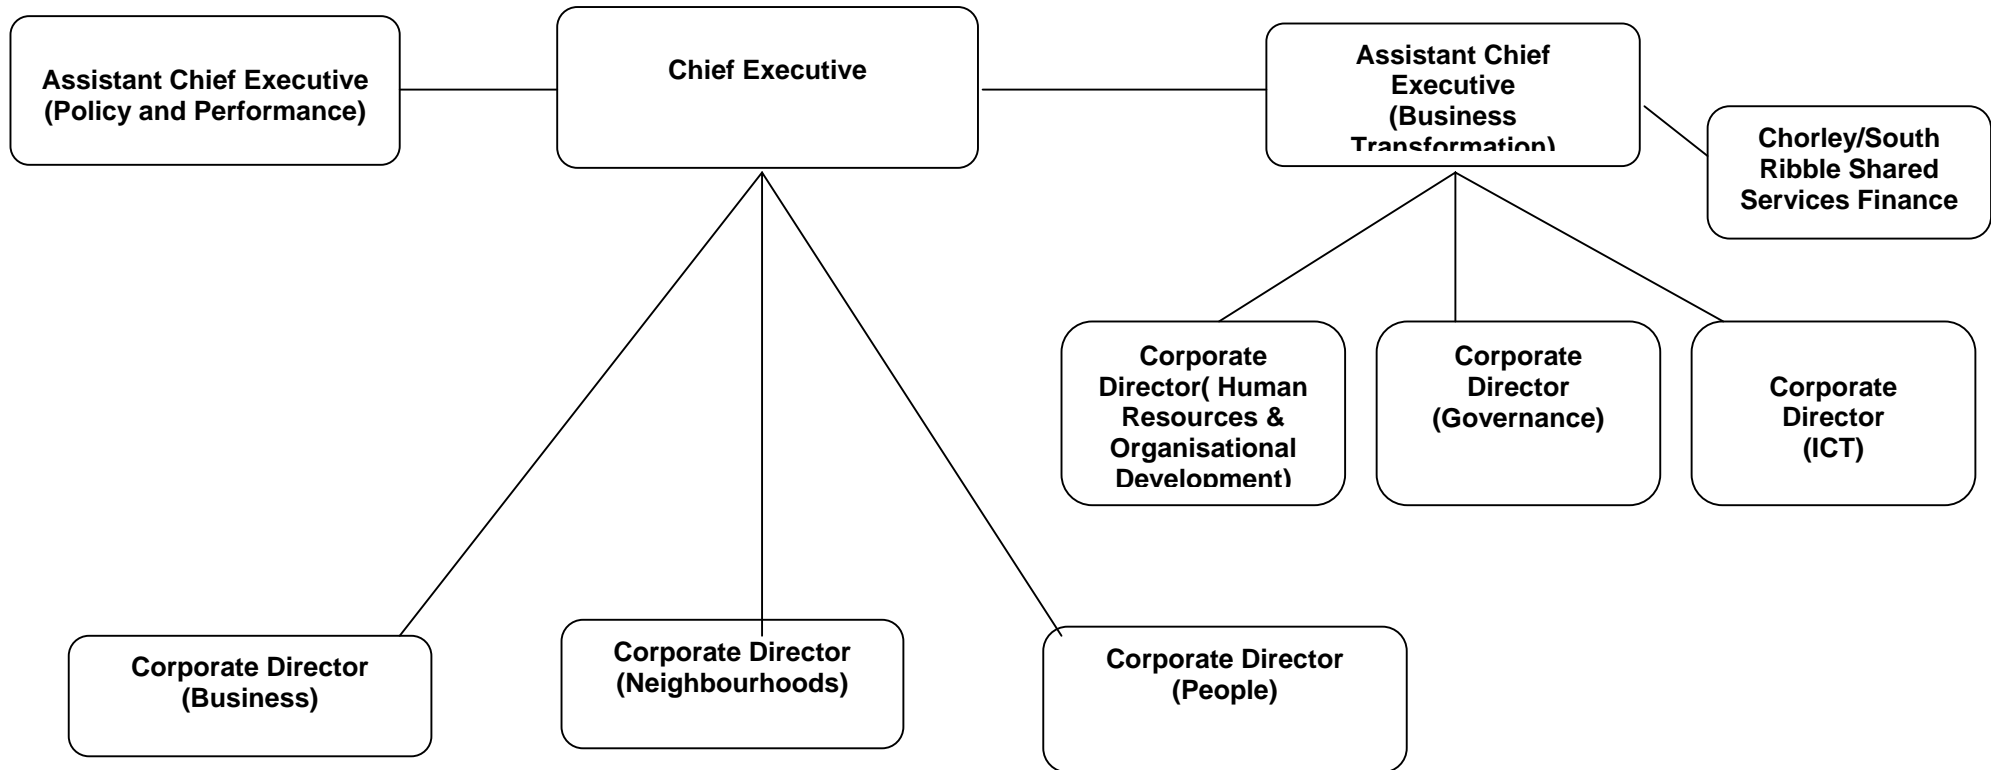 Assistant Chief Executive
(Policy and Performance)
Chief Executive
Assistant Chief
Executive
(Business
Transformation)
Chorley/South
Ribble Shared
Services Finance
Corporate
Director( Human
Resources &
Organisational
Development)
Corporate
Director
(Governance)
Corporate
Director
(ICT)
Corporate Director
(Business)
Corporate Director
(Neighbourhoods)
Corporate Director
(People)